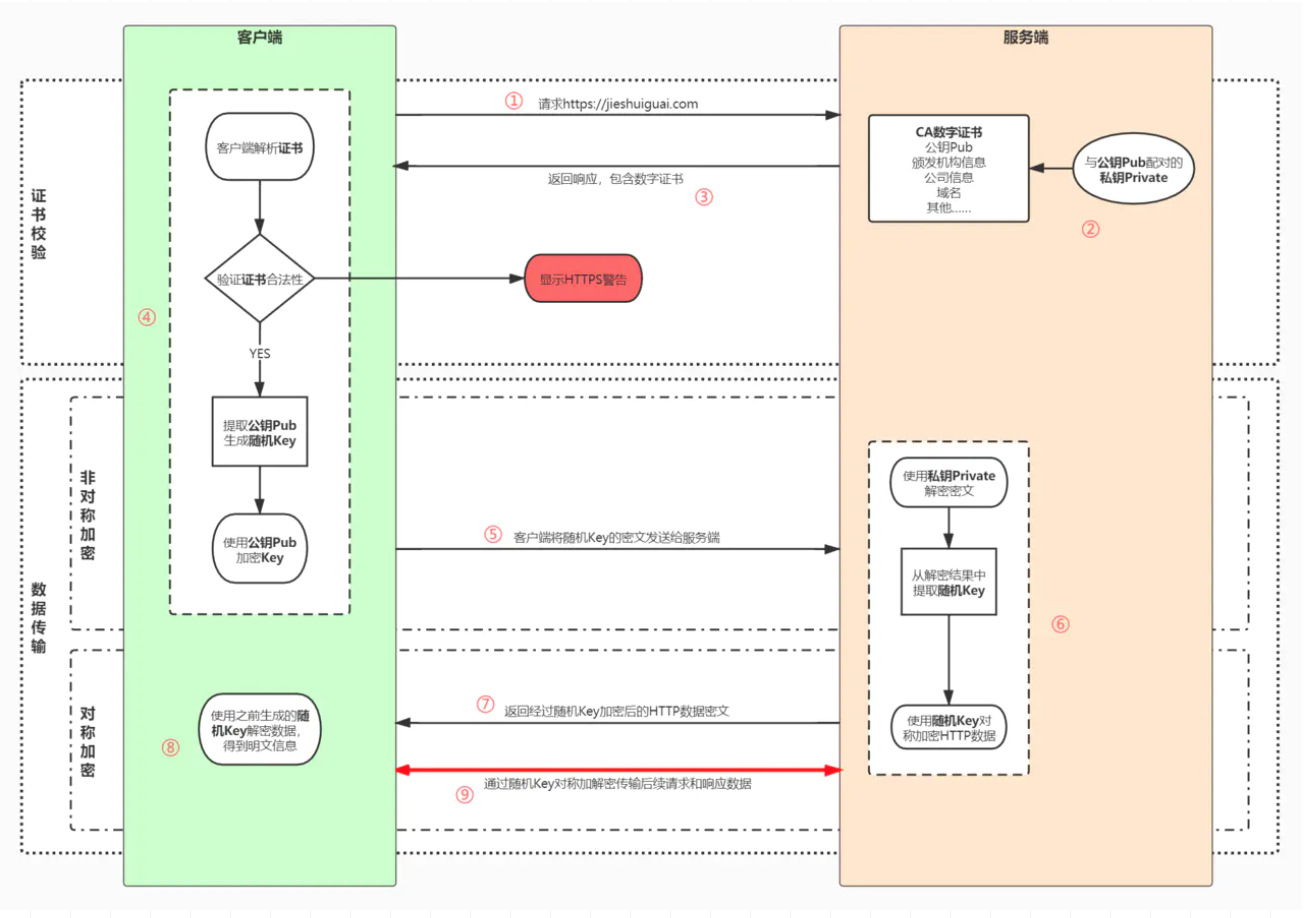 客户端
服务端
① 请求https://jieshuiguai.com
客户端解析证书
CA数字证书
公钥Pub
颁发机构信息
公司信息
域名
其他......
与公钥Pub配对的
私钥Private
②
返回响应，包含数字证书
③
证
书
校
验
验证证书合法性
显示HTTPS警告
④
YES
提取公钥Pub
生成随机Key
使用公钥Pub
加密Key
非
对
称
加
密
⑤ 客户端将随机Key的密文发送给服务端
使用私钥Private
解密密文
从解密结果中
提取随机Key
⑥
数
据
传
输
使用随机Key对
称加密HTTP数据
⑦ 返回经过随机Key加密后的HTTP数据密文
对
称
加
密
使用之前生成的随
机Key解密数据，
得到明文信息
⑧
⑨ 通过随机Key对称加解密传输后续请求和响应数据